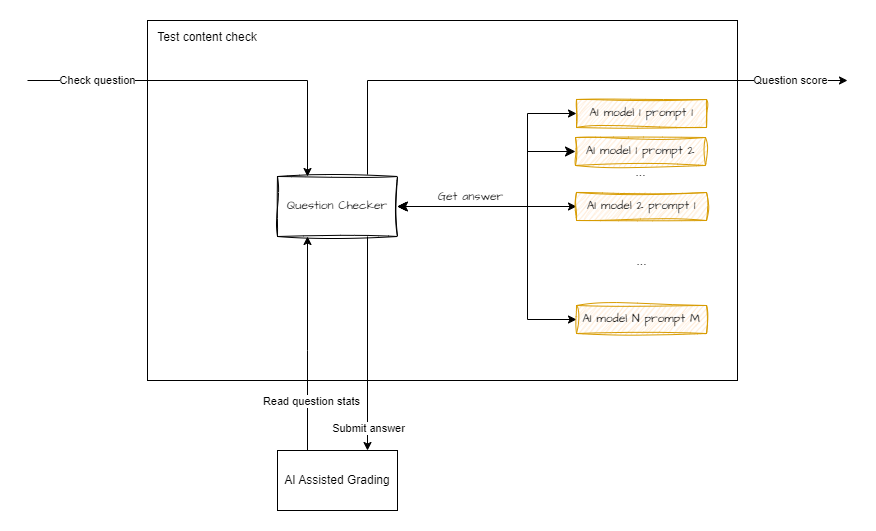 Test content check
Check question
Question score
AI model 1 prompt 1
AI model 1 prompt 2
...
Get answer
Question Checker
AI model 2 prompt 1
...
AI model N prompt M
Read question stats
Submit answer
AI Assisted Grading